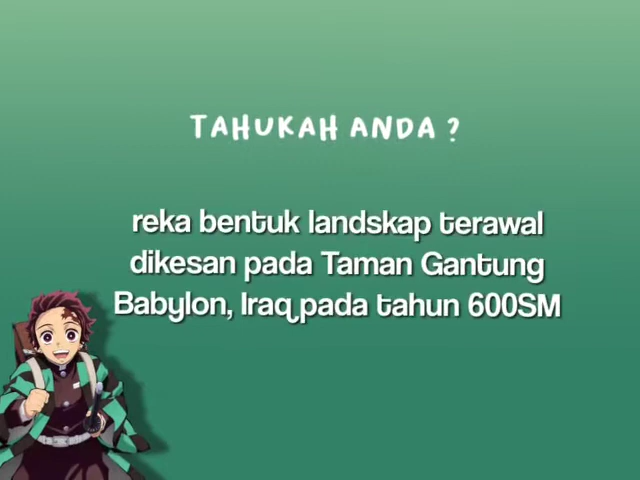 TAHUKAH ANDA ?
reka bentuk landskap terawal
dikesan pada Taman Gantung
Babylon, Iraq pada tahun 600SM